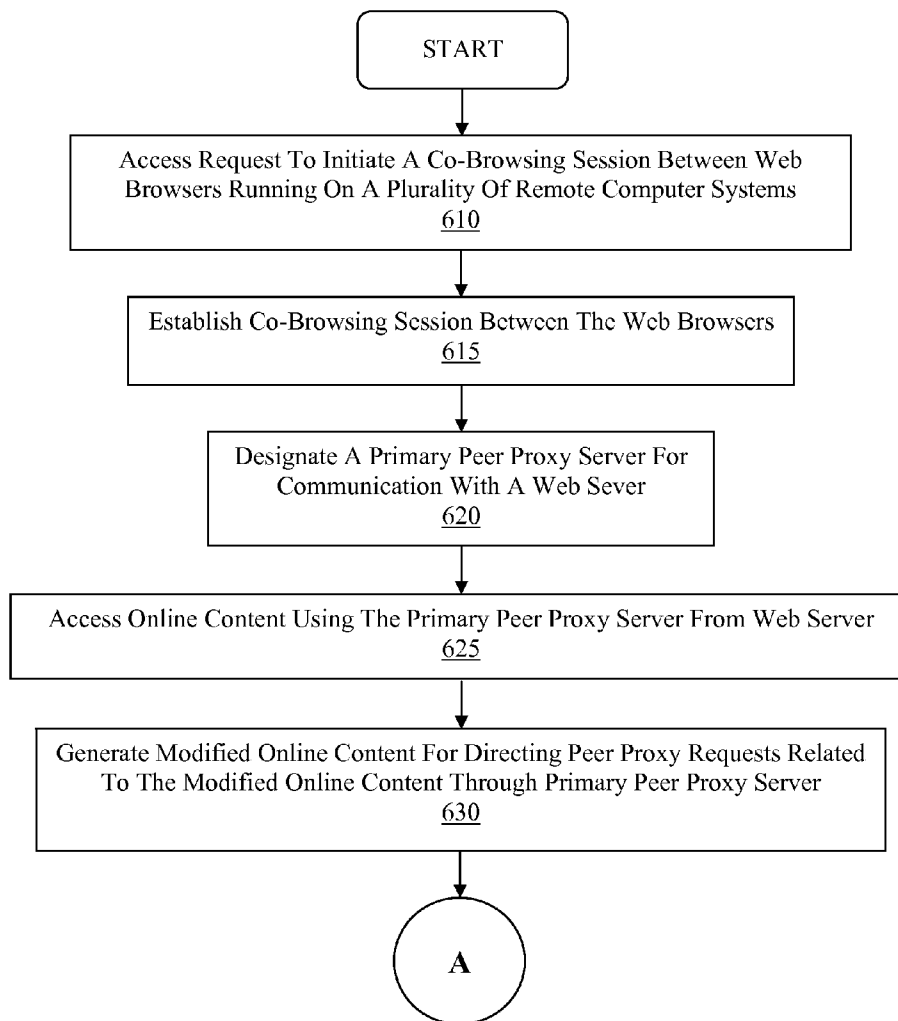 START
Access Request To Initiate A Co-Browsing Session Between Web
Browsers Running On A Plurality Of Remote Computer Systems
610
Establish Co-Browsing Session Between The Web Browsers
615
Designate A Primary Peer Proxy Server For
Communication With A Web Sever
620
Access Online Content Using The Primary Peer Proxy Server From Web Server
625
Generate Modified Online Content For Directing Peer Proxy Requests Related
To The Modified Online Content Through Primary Peer Proxy Server
630
A